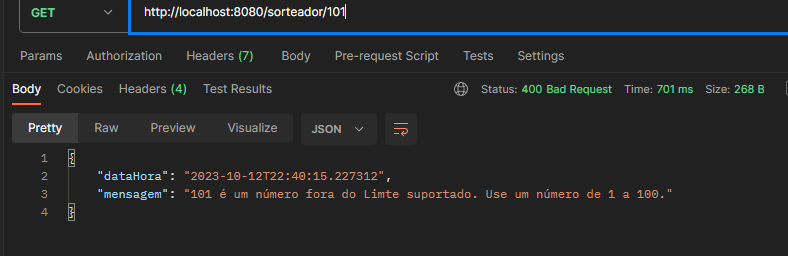 GET http://localhost:8080/sorteador/101
Params Authorization Headers (7) Body Pre-request Script Tests Settings
Body Cookies Headers (4) Test Results Status: 400 Bad Request Time: 701 ms Size: 268 B
Pretty Raw Preview Visualize JSON
1 {
2 "dataHora": "2023-10-12T22:40:15.227312",
3 "mensagem": "101 é um número fora do Limte suportado. Use um número de 1 a 100."
4 }